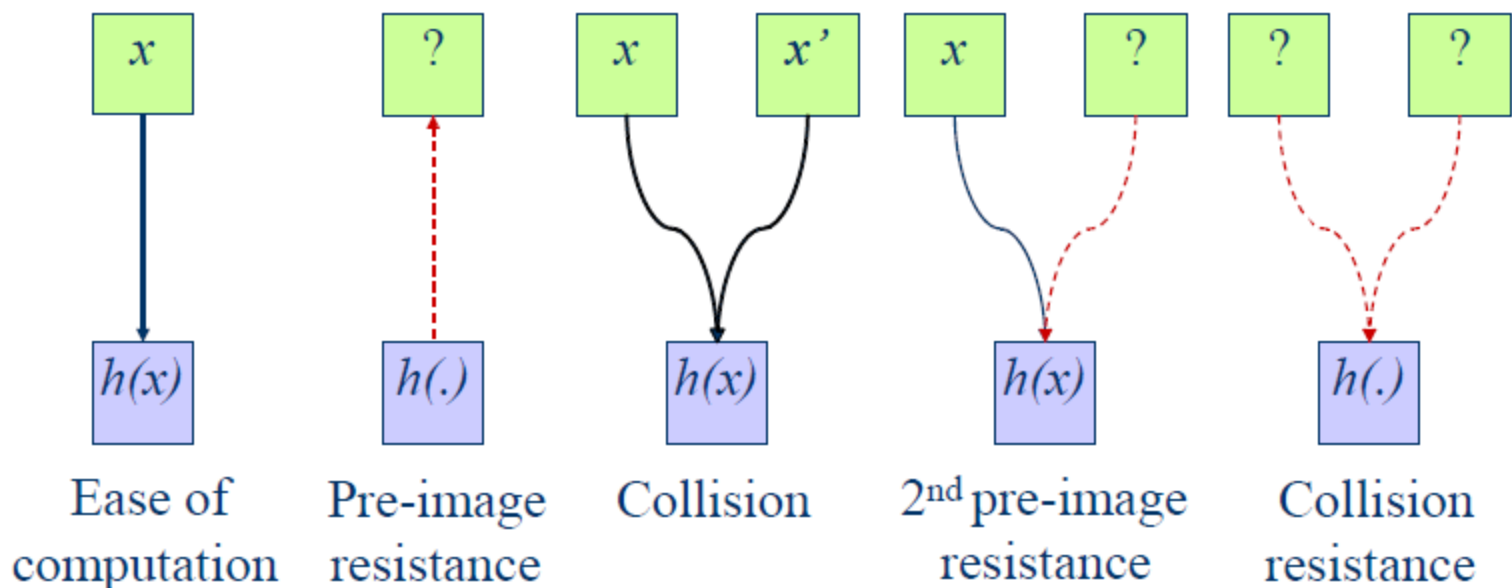 x ? x x’ x ? ? ?
h(x) h(.) h(x) h(x) h(.)
Ease of computation
Pre-image resistance
Collision
2nd pre-image resistance
Collision resistance